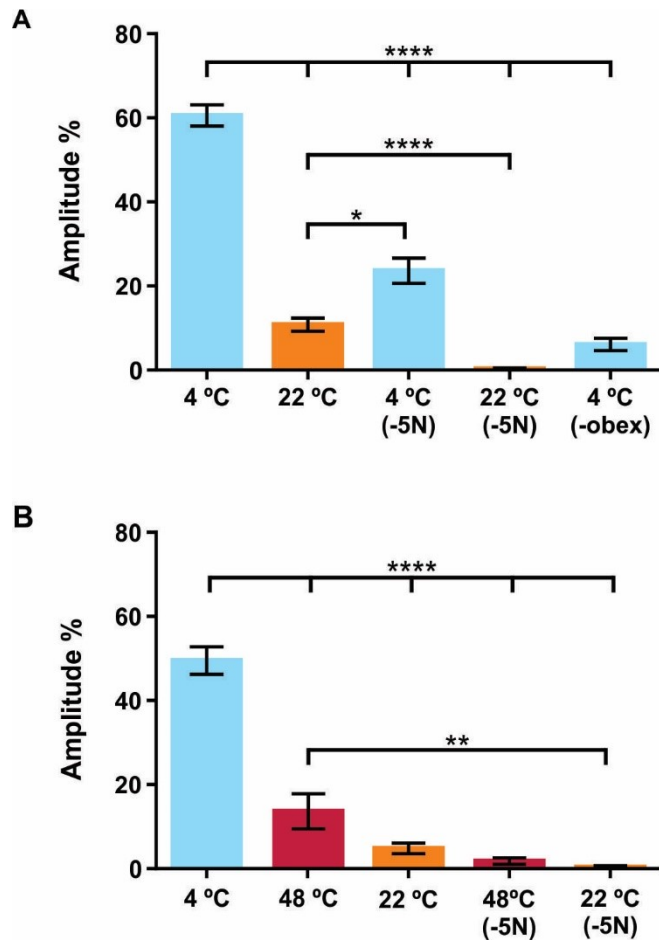 A
80
60
40
20
0
Amplitude %
****
****
*
4 ºC
22 ºC
4 ºC
(-5N)
22 ºC
(-5N)
4 ºC
(-obex)
B
80
60
40
20
0
Amplitude %
****
**
4 ºC
48 ºC
22 ºC
48ºC
(-5N)
22 ºC
(-5N)